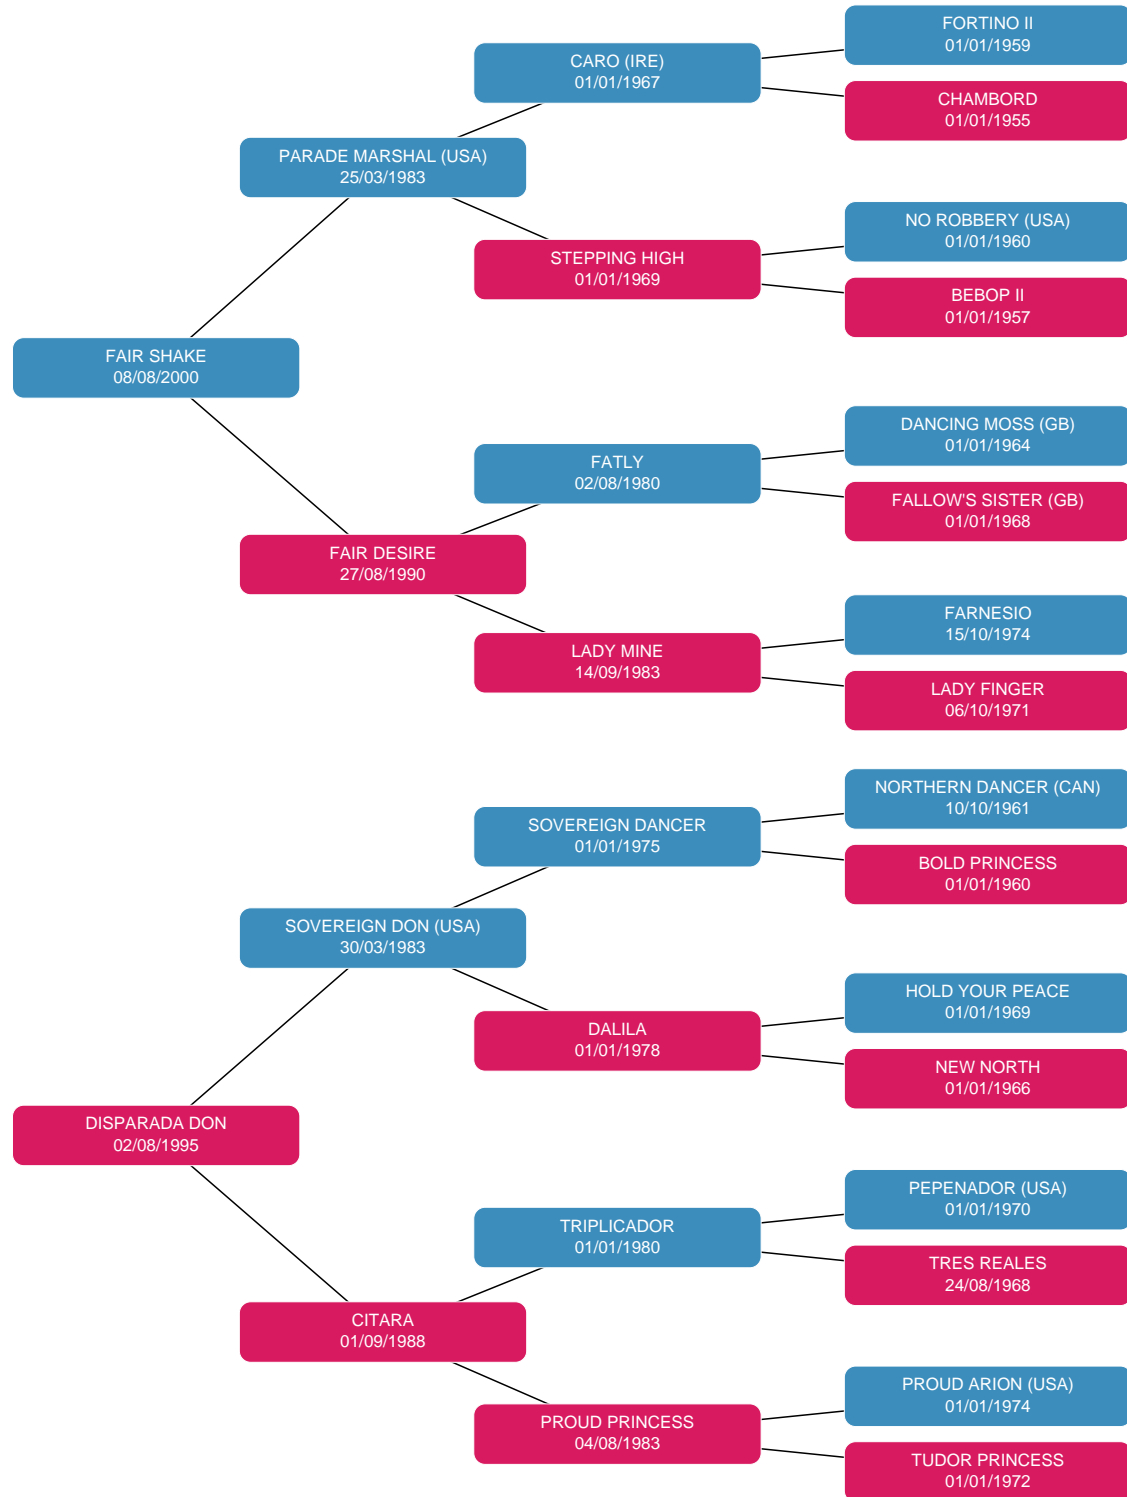 FORTINO II
01/01/1959
CARO (IRE)
01/01/1967
CHAMBORD
01/01/1955
PARADE MARSHAL (USA)
25/03/1983
NO ROBBERY (USA)
01/01/1960
STEPPING HIGH
01/01/1969
BEBOP II
01/01/1957
FAIR SHAKE
08/08/2000
DANCING MOSS (GB)
01/01/1964
FATLY
02/08/1980
FALLOW'S SISTER (GB)
01/01/1968
FAIR DESIRE
27/08/1990
FARNESIO
15/10/1974
LADY MINE
14/09/1983
LADY FINGER
06/10/1971
NORTHERN DANCER (CAN)
10/10/1961
SOVEREIGN DANCER
01/01/1975
BOLD PRINCESS
01/01/1960
SOVEREIGN DON (USA)
30/03/1983
HOLD YOUR PEACE
01/01/1969
DALILA
01/01/1978
NEW NORTH
01/01/1966
DISPARADA DON
02/08/1995
PEPENADOR (USA)
01/01/1970
TRIPLICADOR
01/01/1980
TRES REALES
24/08/1968
CITARA
01/09/1988
PROUD ARION (USA)
01/01/1974
PROUD PRINCESS
04/08/1983
TUDOR PRINCESS
01/01/1972